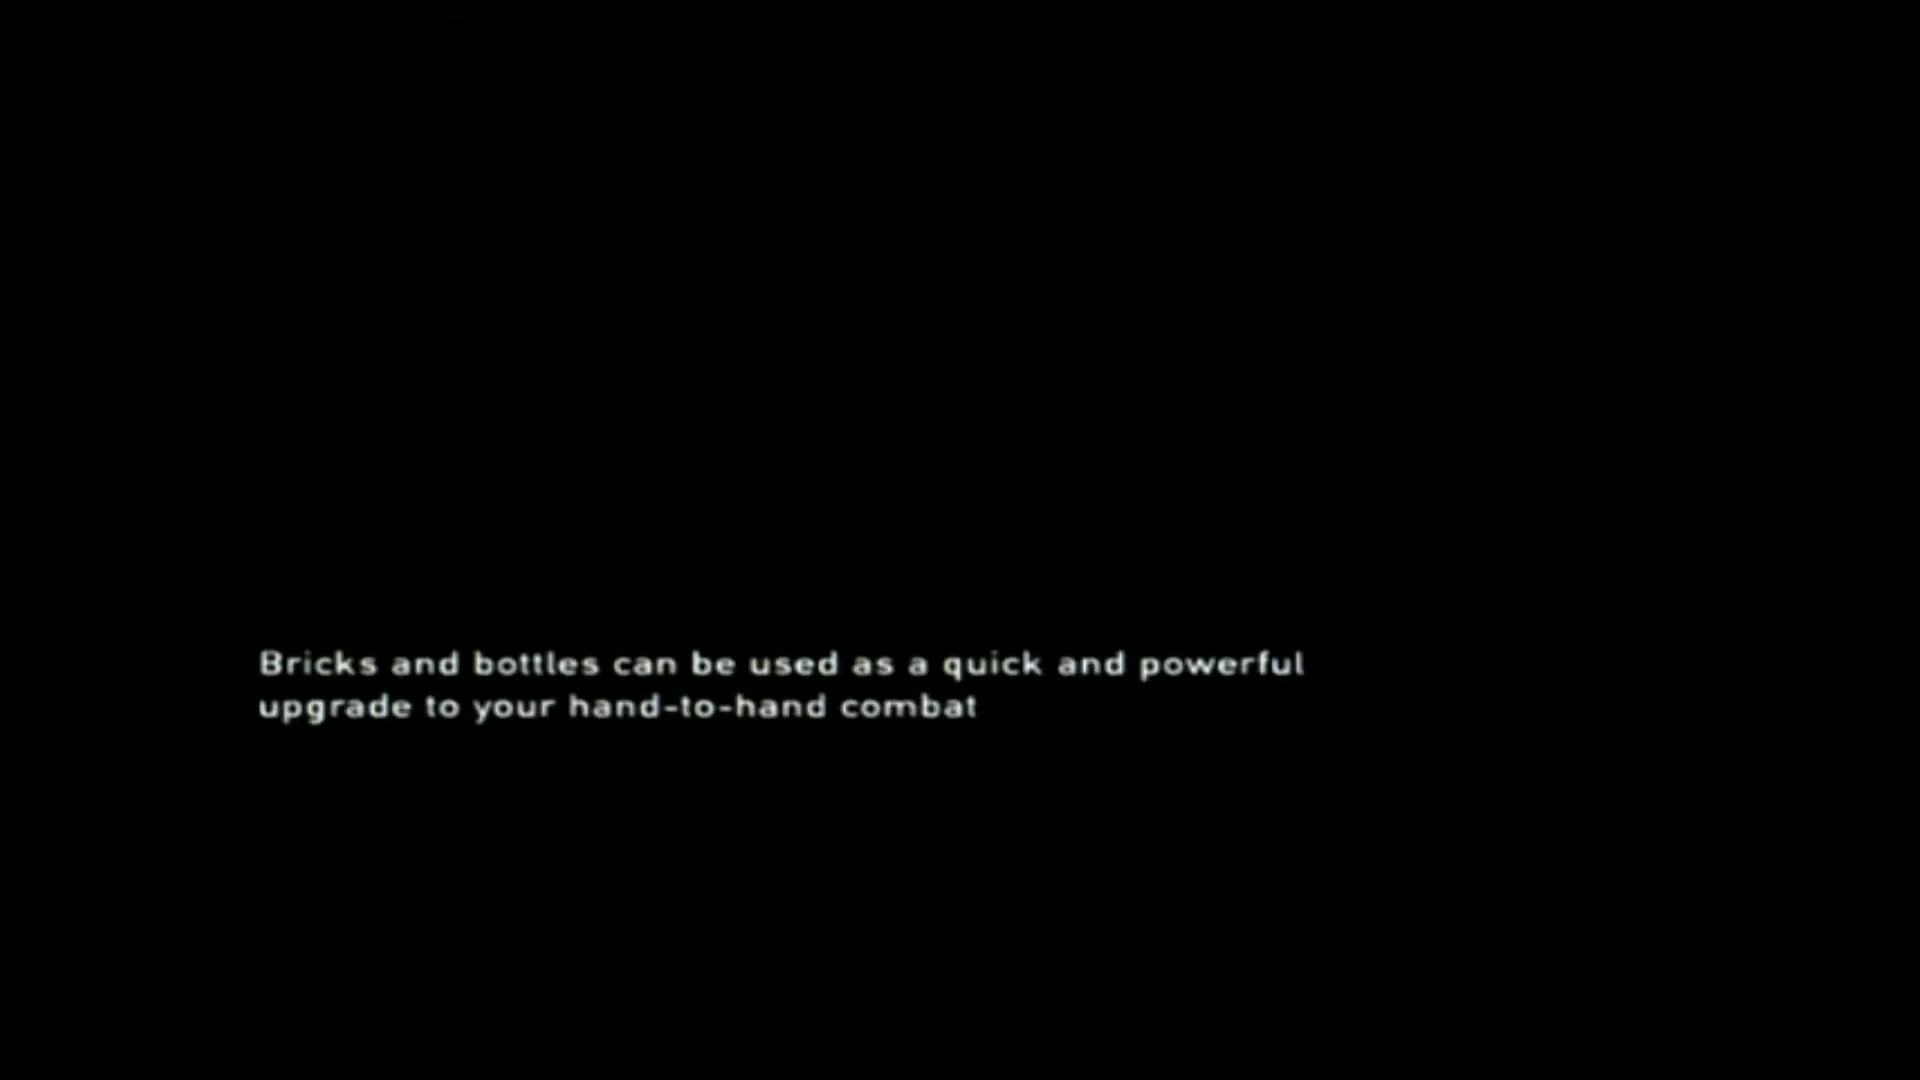 Bricks and bottles can be used as a quick and powerful
upgrade to your hand-to-hand combat